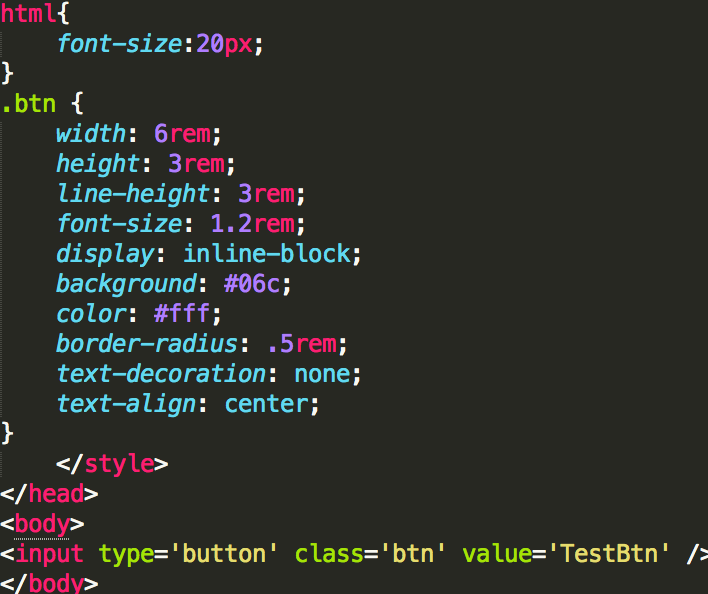 html{
    font-size:20px;
}
.btn {
    width: 6rem;
    height: 3rem;
    line-height: 3rem;
    font-size: 1.2rem;
    display: inline-block;
    background: #06c;
    color: #fff;
    border-radius: .5rem;
    text-decoration: none;
    text-align: center;
}
    </style>
</head>
<body>
<input type='button' class='btn' value='TestBtn' />
</body>